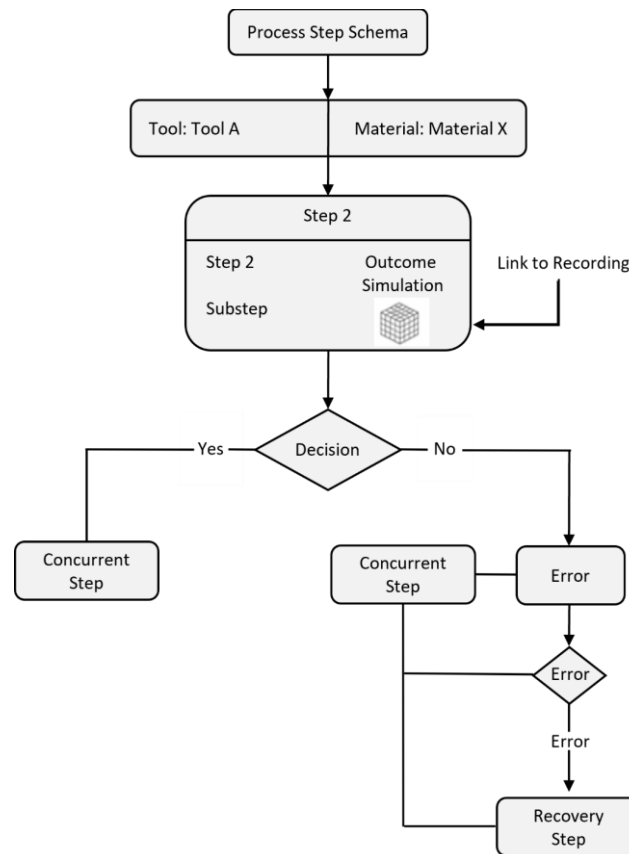 Process Step Schema
Tool: Tool A
Material: Material X
Step 2
Step 2
Outcome
Simulation
Substep
Link to Recording
Decision
Yes
No
Concurrent
Step
Concurrent
Step
Error
Error
Error
Recovery
Step